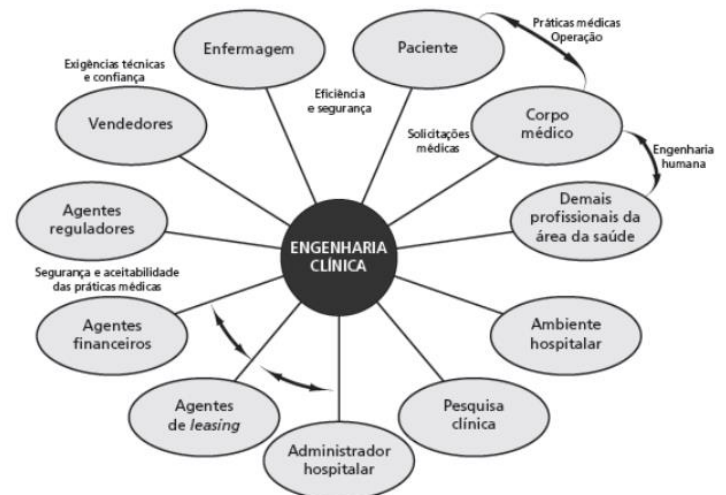 Práticas médicas
Operação
Enfermagem
Paciente
Exigências técnicas
e confiança
Eficiência
e segurança
Vendedores
Solicitações
médicas
Corpo
médico
Engenharia
humana
Agentes
reguladores
ENGENHARIA
CLÍNICA
Demais
profissionais da
área da saúde
Segurança e aceitabilidade
das práticas médicas
Agentes
financeiros
Ambiente
hospitalar
Agentes
de leasing
Pesquisa
clínica
Administrador
hospitalar